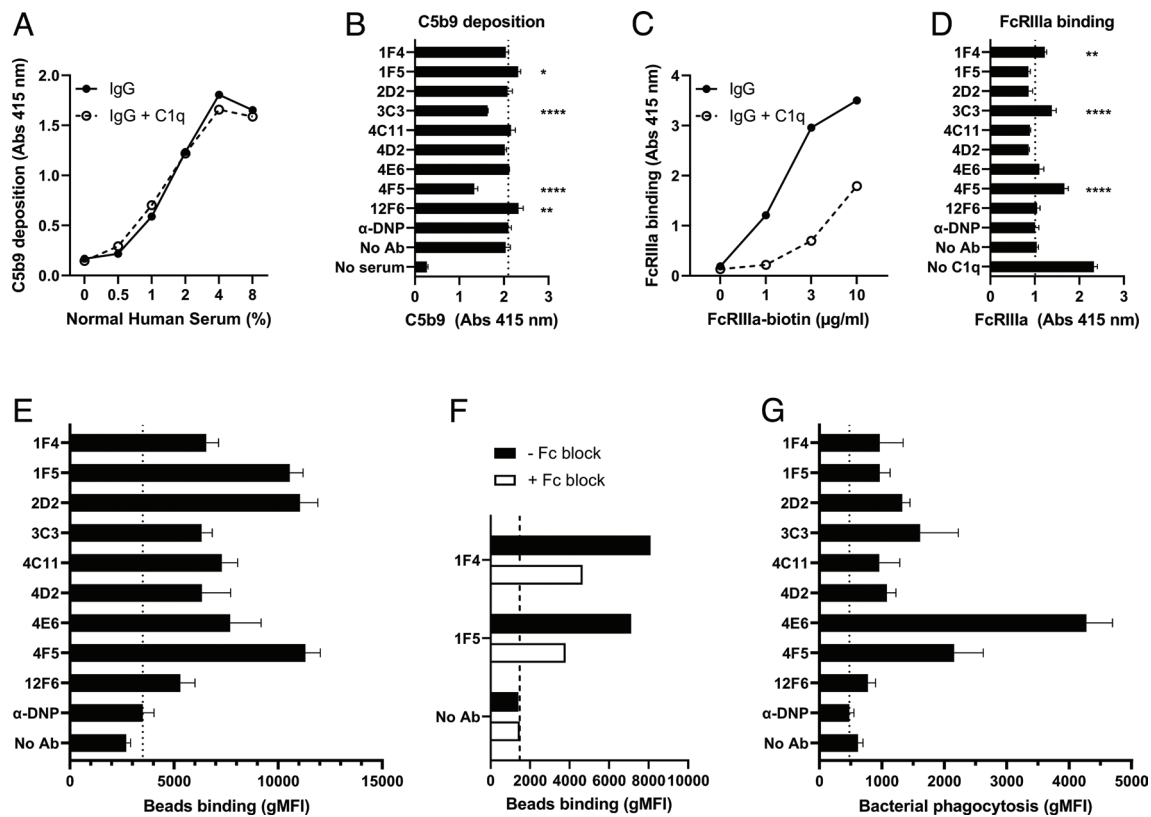 A
C5b9 deposition (Abs 415 nm)
2.0
1.5
1.0
0.5
0.0
IgG
IgG + C1q
0 0.5 1 2 4 8
Normal Human Serum (%)
B
C5b9 deposition
1F4
1F5 *
2D2
3C3 ****
4C11
4D2
4E6
4F5 ****
12F6 **
α-DNP
No Ab
No serum
0 1 2 3
C5b9 (Abs 415 nm)
C
FcRIIIa binding (Abs 415 nm)
4
3
2
1
0
IgG
IgG + C1q
0 1 3 10
FcRIIIa-biotin (µg/ml)
D
FcRIIIa binding
1F4 **
1F5
2D2
3C3 ****
4C11
4D2
4E6
4F5 ****
12F6
α-DNP
No Ab
No C1q
0 1 2 3
FcRIIIa (Abs 415 nm)
E
1F4
1F5
2D2
3C3
4C11
4D2
4E6
4F5
12F6
α-DNP
No Ab
0 5000 10000 15000
Beads binding (gMFI)
F
- Fc block
+ Fc block
1F4
1F5
No Ab
0 2000 4000 6000 8000 10000
Beads binding (gMFI)
G
1F4
1F5
2D2
3C3
4C11
4D2
4E6
4F5
12F6
α-DNP
No Ab
0 1000 2000 3000 4000 5000
Bacterial phagocytosis (gMFI)